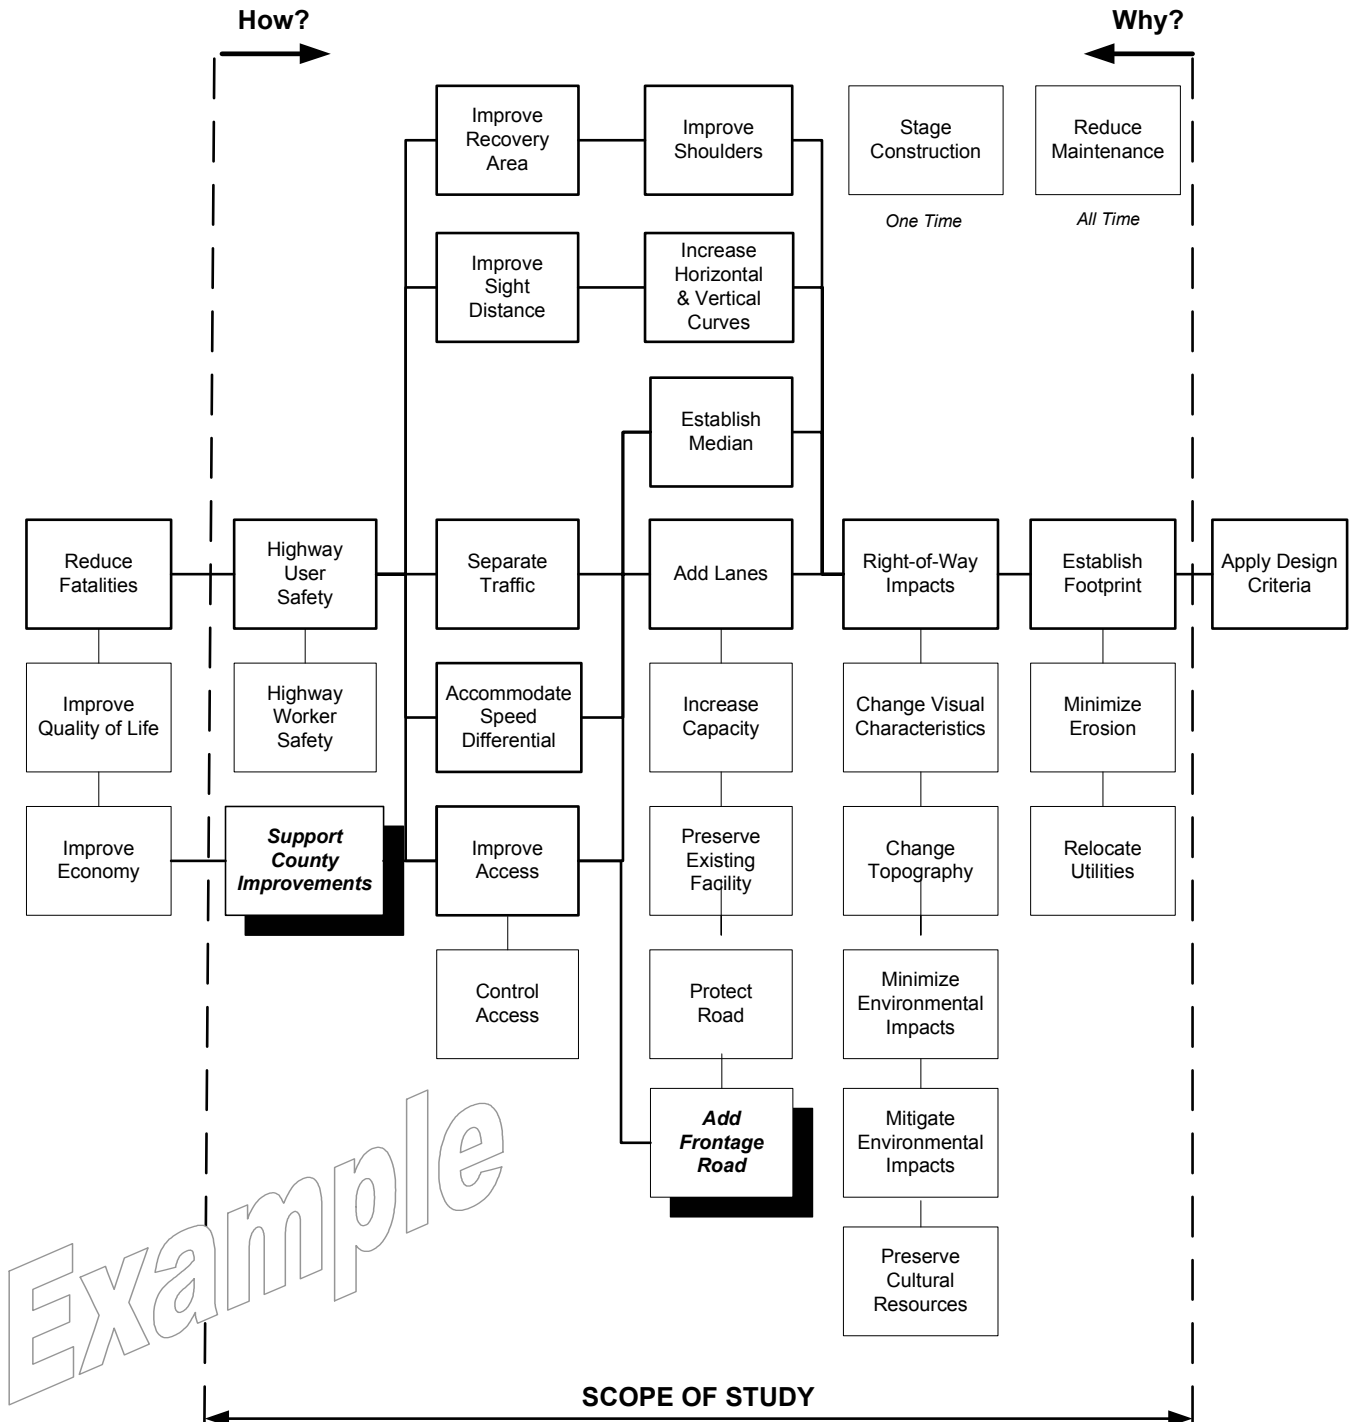 How?
Why?
Improve
Recovery
Area
Improve
Shoulders
Stage
Construction
Reduce
Maintenance
One Time
All Time
Improve
Sight
Distance
Increase
Horizontal
& Vertical
Curves
Establish
Median
Reduce
Fatalities
Highway
User
Safety
Separate
Traffic
Add Lanes
Right-of-Way
Impacts
Establish
Footprint
Apply Design
Criteria
Improve
Quality of Life
Highway
Worker
Safety
Accommodate
Speed
Differential
Increase
Capacity
Change Visual
Characteristics
Minimize
Erosion
Improve
Economy
Support
County
Improvements
Improve
Access
Preserve
Existing
Facility
Change
Topography
Relocate
Utilities
Control
Access
Protect
Road
Minimize
Environmental
Impacts
Add
Frontage
Road
Mitigate
Environmental
Impacts
Preserve
Cultural
Resources
Example
SCOPE OF STUDY